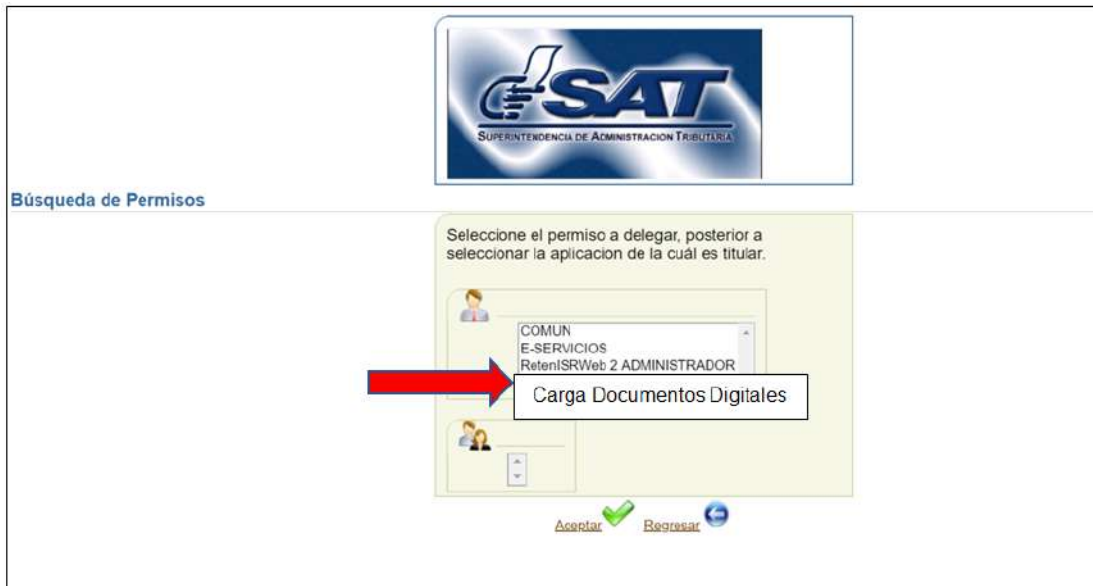 SAT
SUPERINTENDENCIA DE ADMINISTRACION TRIBUTARIA
Búsqueda de Permisos
Seleccione el permiso a delegar, posterior a
seleccionar la aplicacion de la cuál es titular.
COMUN
E-SERVICIOS
RetenISRWeb 2 ADMINISTRADOR
Carga Documentos Digitales
Aceptar Regresar